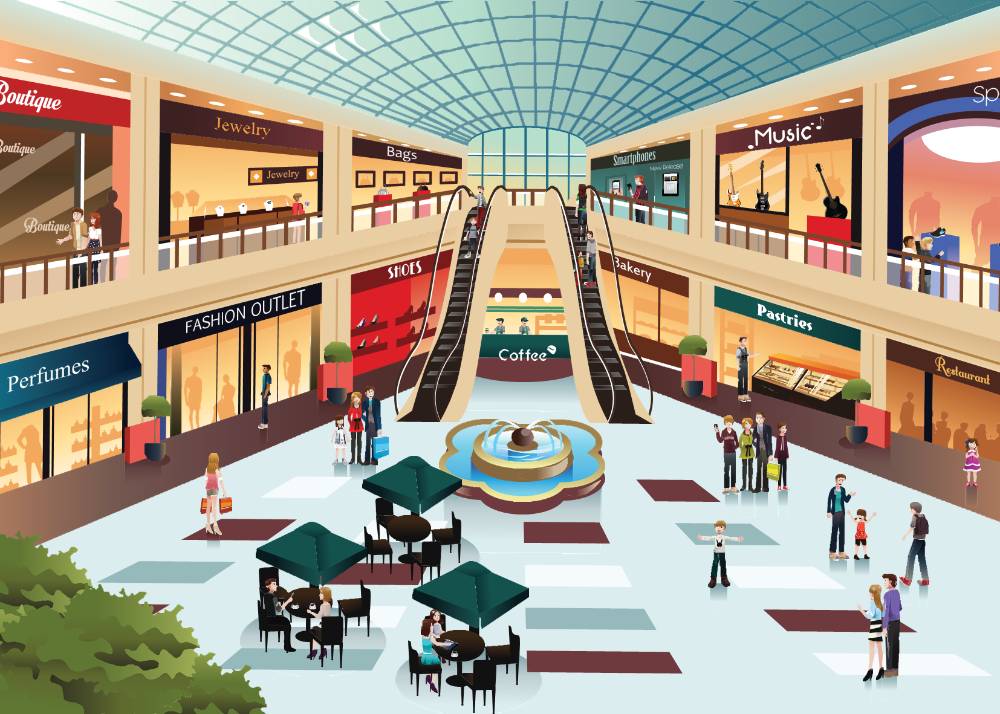 Boutique
Boutique
Boutique
Jewelry
Jewelry
Bags
Smartphones
New Release!
Music
Sp
SHOES
Bakery
FASHION OUTLET
Pastries
Perfumes
Coffee
Restaurant